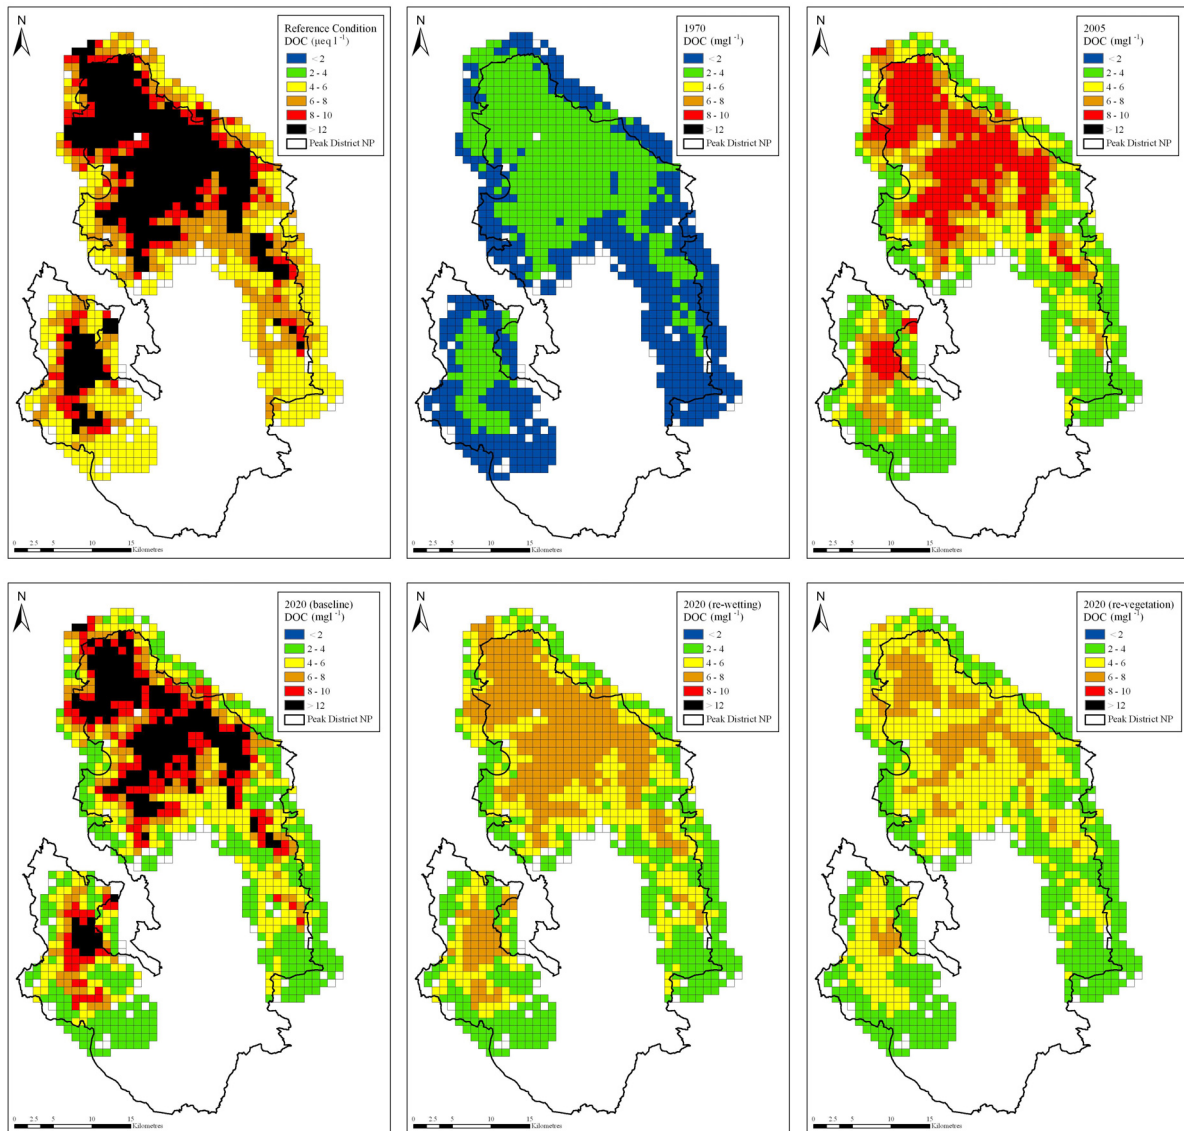 N
Reference Condition
DOC (µeq l⁻¹)
< 2
2 - 4
4 - 6
6 - 8
8 - 10
> 12
Peak District NP
0 2.5 5 10 15
Kilometres
N
1970
DOC (mgl⁻¹)
< 2
2 - 4
4 - 6
6 - 8
8 - 10
> 12
Peak District NP
0 2.5 5 10 15
Kilometres
N
2005
DOC (mgl⁻¹)
< 2
2 - 4
4 - 6
6 - 8
8 - 10
> 12
Peak District NP
0 2.5 5 10 15
Kilometres
N
2020 (baseline)
DOC (mgl⁻¹)
< 2
2 - 4
4 - 6
6 - 8
8 - 10
> 12
Peak District NP
0 2.5 5 10 15
Kilometres
N
2020 (re-wetting)
DOC (mgl⁻¹)
< 2
2 - 4
4 - 6
6 - 8
8 - 10
> 12
Peak District NP
0 2.5 5 10 15
Kilometres
N
2020 (re-vegetation)
DOC (mgl⁻¹)
< 2
2 - 4
4 - 6
6 - 8
8 - 10
> 12
Peak District NP
0 2.5 5 10 15
Kilometres